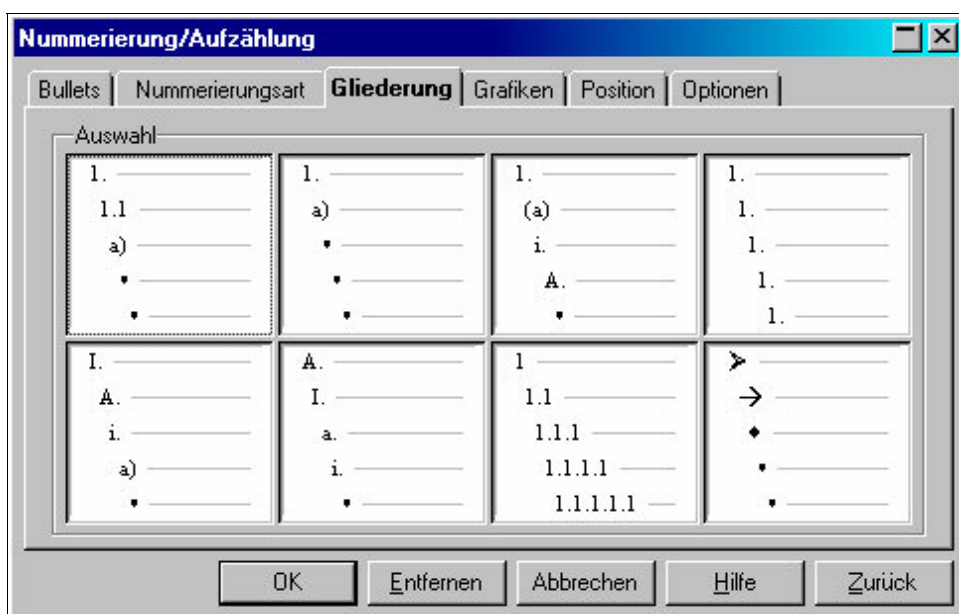 Nummerierung/Aufzählung
Bullets Nummerierungsart Gliederung Grafiken Position Optionen
Auswahl
1. 1. 1. 1.
1.1 a) (a) 1.
a) • i. 1.
• • A. 1.
• • • 1.
I. A. 1 ➢
A. I. 1.1 →
i. a. 1.1.1 ◆
a) i. 1.1.1.1 •
• • 1.1.1.1.1 •
OK Entfernen Abbrechen Hilfe Zurück